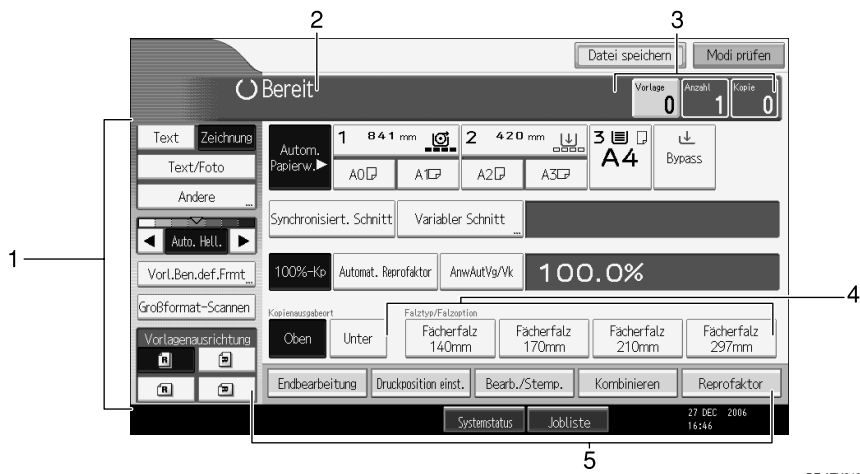 2
3
Datei speichern
Modi prüfen
Bereit
Vorlage
0
Anzahl
1
Kopie
0
1
Text
Zeichnung
Text/Foto
Andere
...
Auto. Hell.
Vorl.Ben.def.Frmt...
Großformat-Scannen
Vorlagenausrichtung
R
R
R
R
Autom.
Papierw.►
1 841 mm
2 420 mm
3
A4
Bypass
A0
A1
A2
A3
Synchronisiert. Schnitt
Variabler Schnitt
...
100%-Kp
Automat. Reprofaktor
AnwAutVg/Vk
100.0%
4
Kopienausgabeort
Oben
Unter
Falztyp/Falzoption
Fächerfalz
140mm
Fächerfalz
170mm
Fächerfalz
210mm
Fächerfalz
297mm
Endbearbeitung
Druckposition einst.
Bearb./Stemp.
Kombinieren
Reprofaktor
Systemstatus
Jobliste
27 DEC 2006
16:46
5